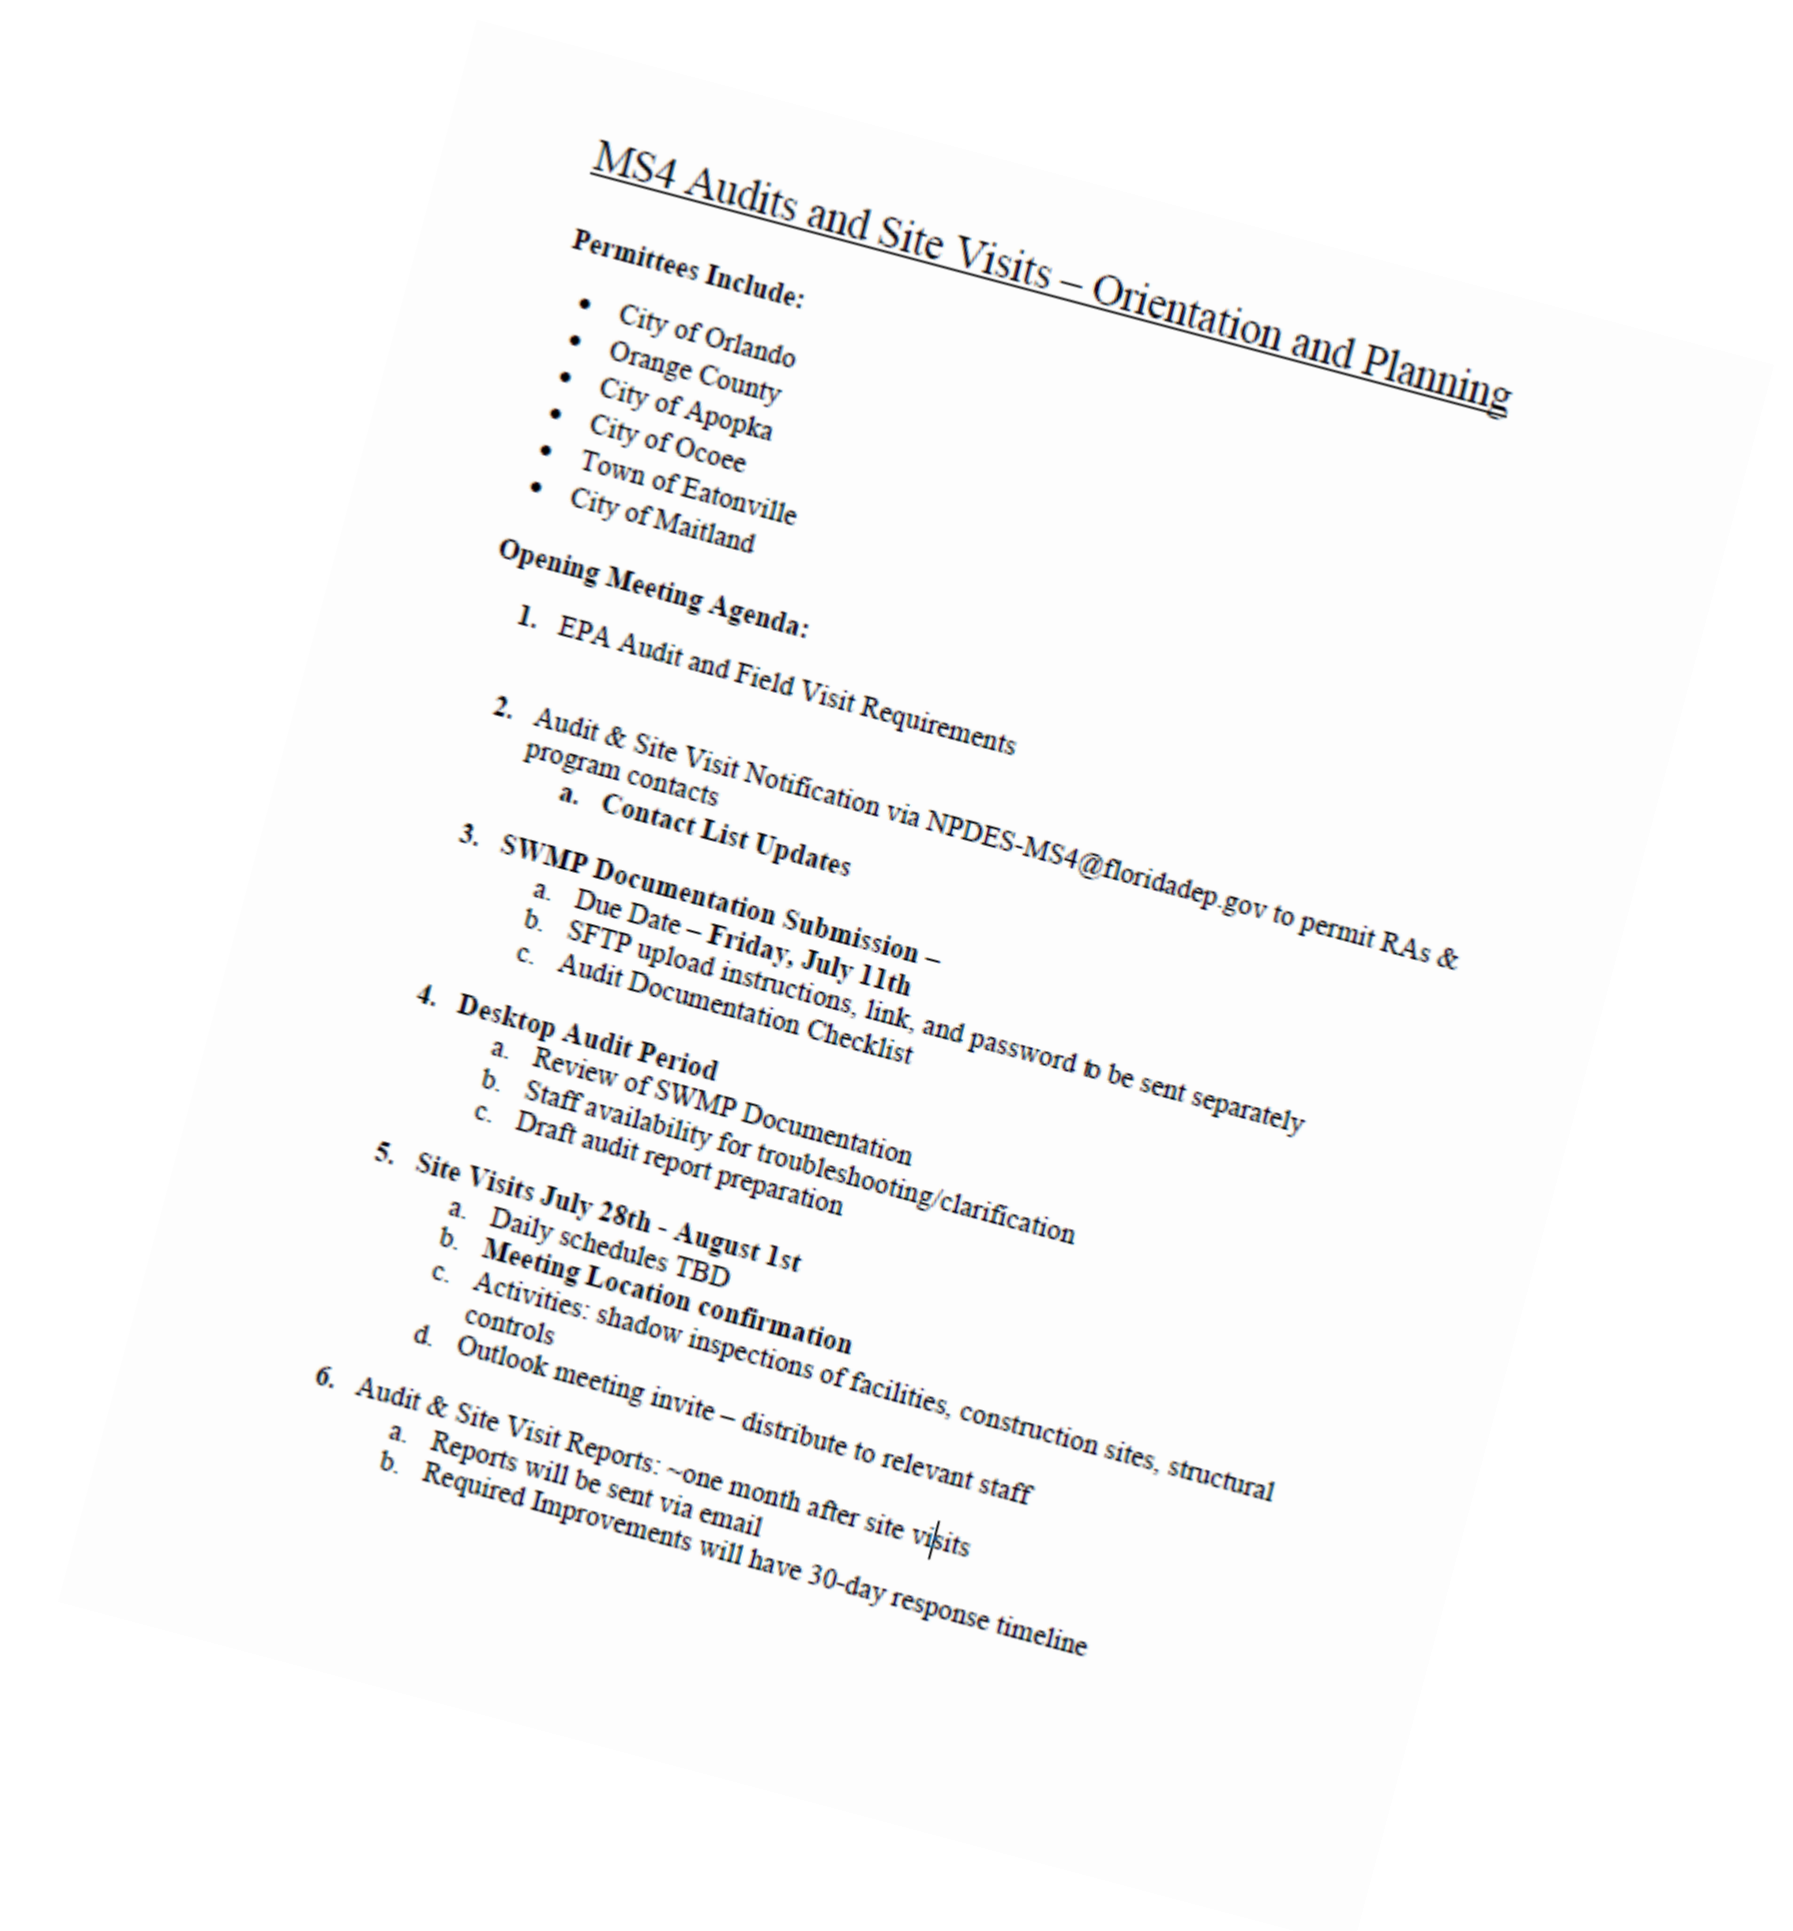 MS4 Audits and Site Visits – Orientation and Planning
Permittees Include:
• City of Orlando
• Orange County
• City of Apopka
• City of Ocoee
• Town of Eatonville
• City of Maitland
Opening Meeting Agenda:
1. EPA Audit and Field Visit Requirements
2. Audit & Site Visit Notification via NPDES-MS4@floridadep.gov to permit RAs &
program contacts
a. Contact List Updates
3. SWMP Documentation Submission –
a. Due Date – Friday, July 11th
b. SFTP upload instructions, link, and password to be sent separately
c. Audit Documentation Checklist
4. Desktop Audit Period
a. Review of SWMP Documentation
b. Staff availability for troubleshooting/clarification
c. Draft audit report preparation
5. Site Visits July 28th - August 1st
a. Daily schedules TBD
b. Meeting Location confirmation
c. Activities: shadow inspections of facilities, construction sites, structural
controls
d. Outlook meeting invite – distribute to relevant staff
6. Audit & Site Visit Reports: ~one month after site visits
a. Reports will be sent via email
b. Required Improvements will have 30-day response timeline